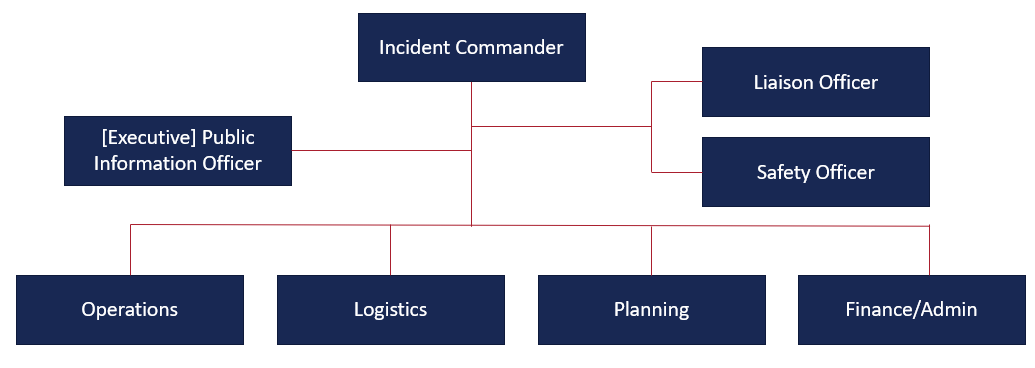 Incident Commander
Liaison Officer
[Executive] Public
Information Officer
Safety Officer
Operations
Logistics
Planning
Finance/Admin